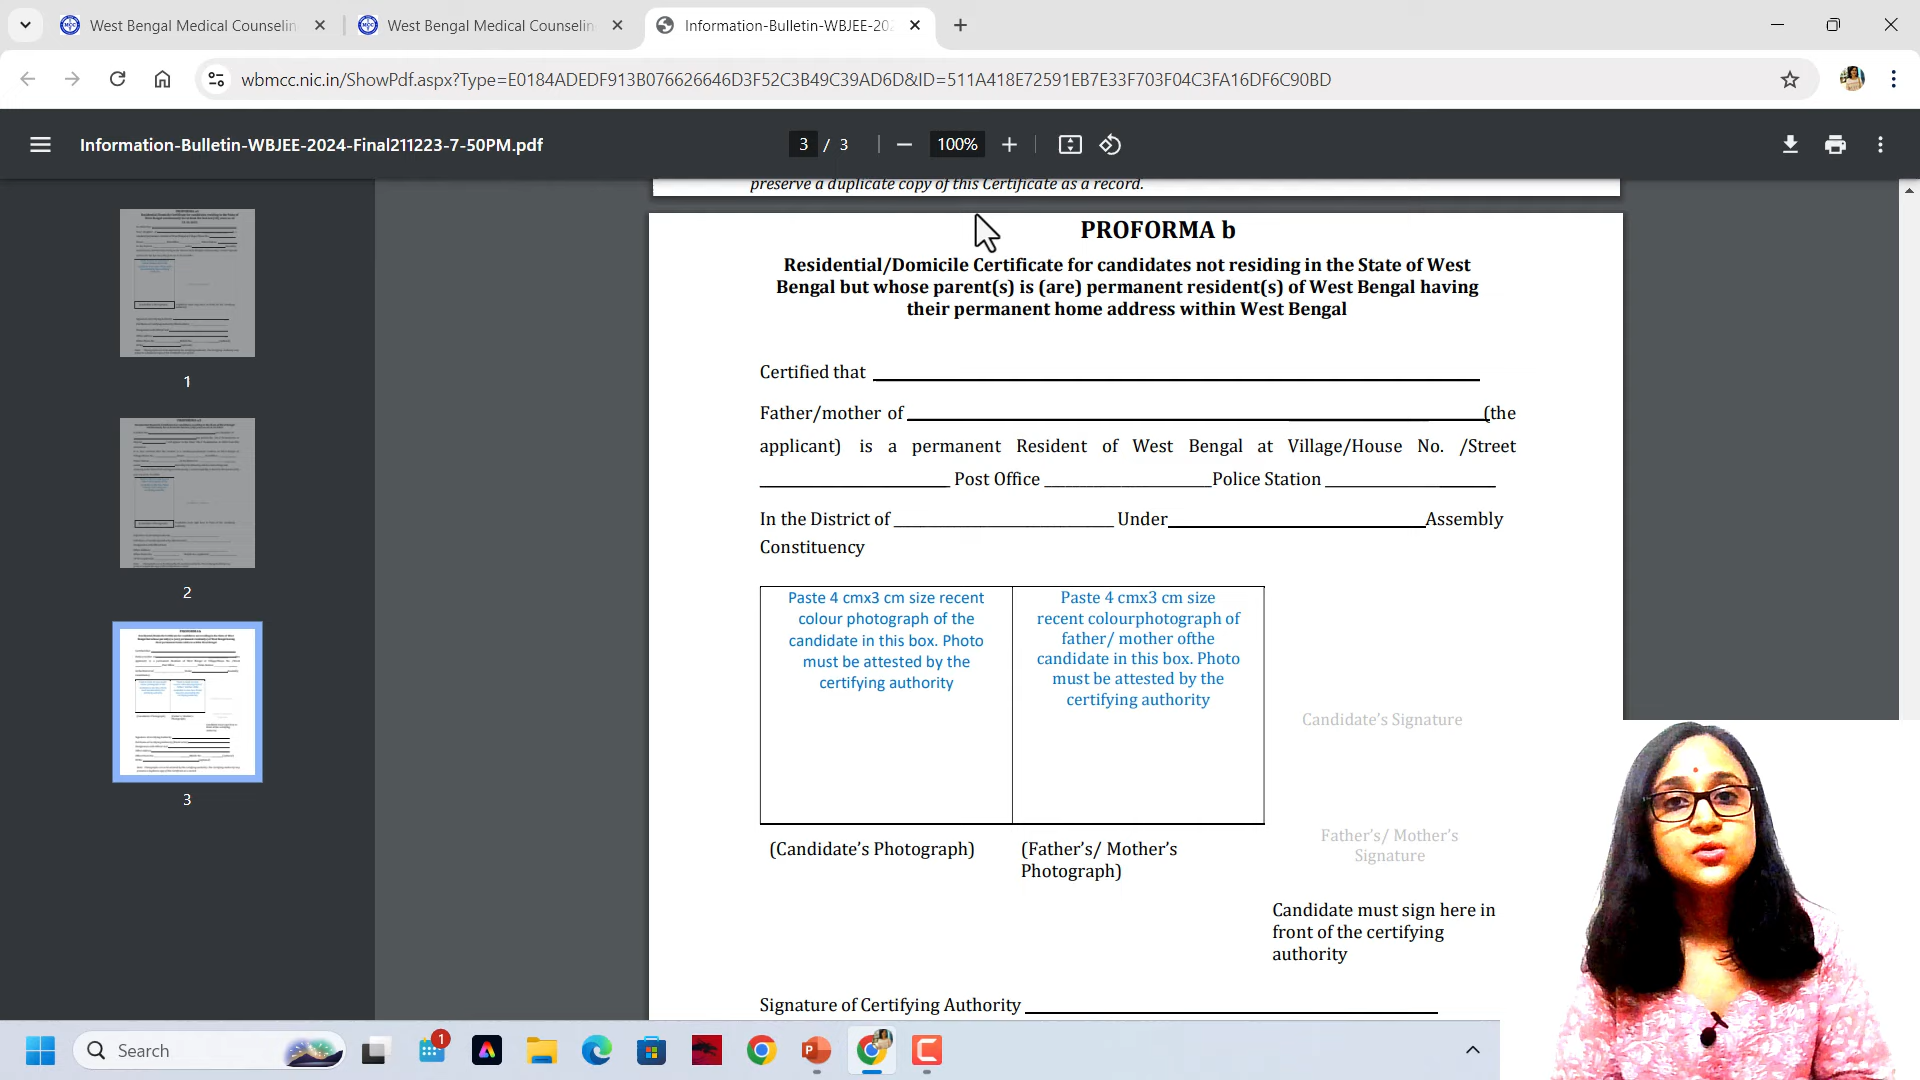 West Bengal Medical Counselin
West Bengal Medical Counselin
Information-Bulletin-WBJEE-202
wbmcc.nic.in/ShowPdf.aspx?Type=E0184ADEDF913B076626646D3F52C3B49C39AD6D&ID=511A418E72591EB7E33F703F04C3FA16DF6C90BD
Information-Bulletin-WBJEE-2024-Final211223-7-50PM.pdf
3 / 3
100%
preserve a duplicate copy of this Certificate as a record.
PROFORMA b
Residential/Domicile Certificate for candidates not residing in the State of West
Bengal but whose parent(s) is (are) permanent resident(s) of West Bengal having
their permanent home address within West Bengal
Certified that
Father/mother of (the
applicant) is a permanent Resident of West Bengal at Village/House No. /Street
Post Office Police Station
In the District of Under Assembly
Constituency
Paste 4 cmx3 cm size recent
colour photograph of the
candidate in this box. Photo
must be attested by the
certifying authority
Paste 4 cmx3 cm size
recent colourphotograph of
father/ mother ofthe
candidate in this box. Photo
must be attested by the
certifying authority
Candidate's Signature
(Candidate's Photograph)
(Father's/ Mother's
Photograph)
Father's/ Mother's
Signature
Candidate must sign here in
front of the certifying
authority
Signature of Certifying Authority
1
2
3
Search
1